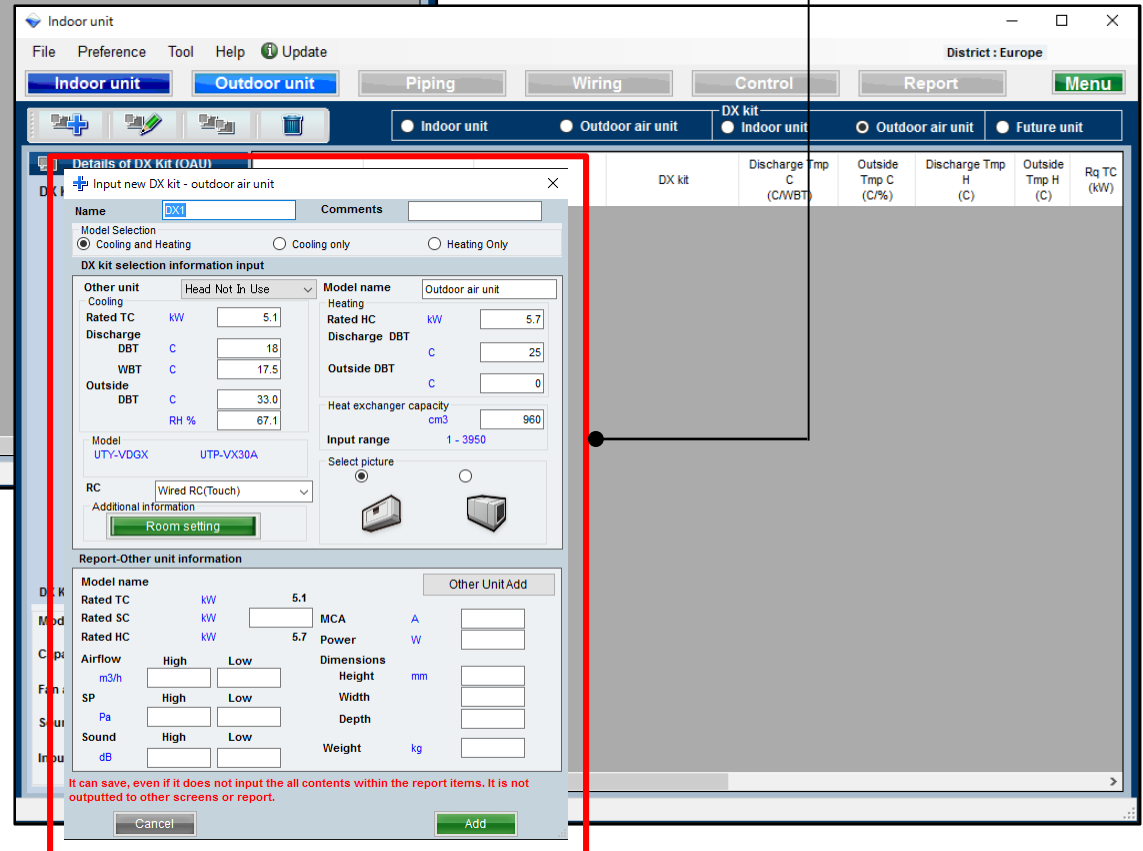 Indoor unit
File Preference Tool Help Update District : Europe
Indoor unit Outdoor unit Piping Wiring Control Report Menu
DX kit
Indoor unit Outdoor air unit Indoor unit Outdoor air unit Future unit
Details of DX Kit (OAU)
DX kit
Discharge Tmp C (C/WBT)
Outside Tmp C (C/%)
Discharge Tmp H (C)
Outside Tmp H (C)
Rq TC (kW)
Input new DX kit - outdoor air unit
Name DX1 Comments
Model Selection
Cooling and Heating Cooling only Heating Only
DX kit selection information input
Other unit Head Not In Use
Cooling
Rated TC kW 5.1
Discharge
DBT C 18
WBT C 17.5
Outside
DBT C 33.0
RH % 67.1
Model
UTY-VDGX UTP-VX30A
RC Wired RC(Touch)
Additional information
Room setting
Model name Outdoor air unit
Heating
Rated HC kW 5.7
Discharge DBT
C 25
Outside DBT
C 0
Heat exchanger capacity
cm3 960
Input range 1 - 3950
Select picture
Report-Other unit information
Model name Other Unit Add
Rated TC kW 5.1
Rated SC kW
Rated HC kW 5.7
Airflow High Low
m3/h
SP High Low
Pa
Sound High Low
dB
MCA A
Power W
Dimensions
Height mm
Width
Depth
Weight kg
It can save, even if it does not input the all contents within the report items. It is not
outputted to other screens or report.
Cancel Add